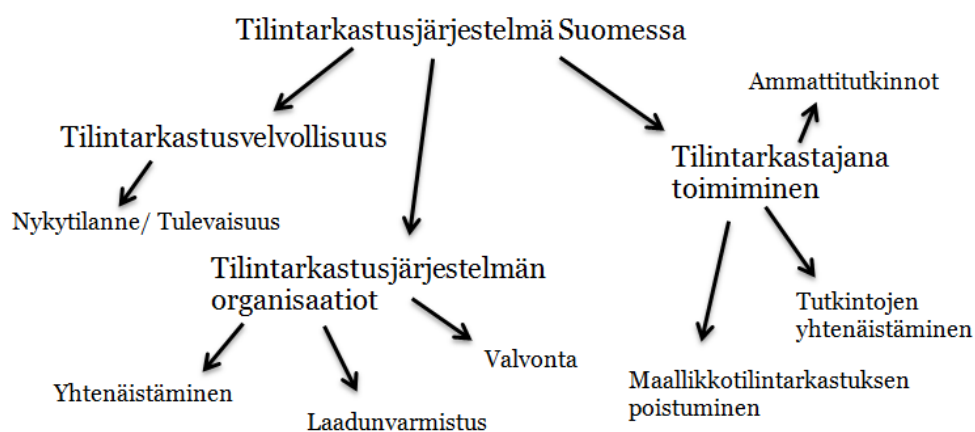 Tilintarkastusjärjestelmä Suomessa
Ammattitutkinnot
Tilintarkastusvelvollisuus
Tilintarkastajana
toimiminen
Nykytilanne/ Tulevaisuus
Tilintarkastusjärjestelmän
organisaatiot
Tutkintojen
yhtenäistäminen
Valvonta
Yhtenäistäminen
Maallikkotilintarkastuksen
poistuminen
Laadunvarmistus